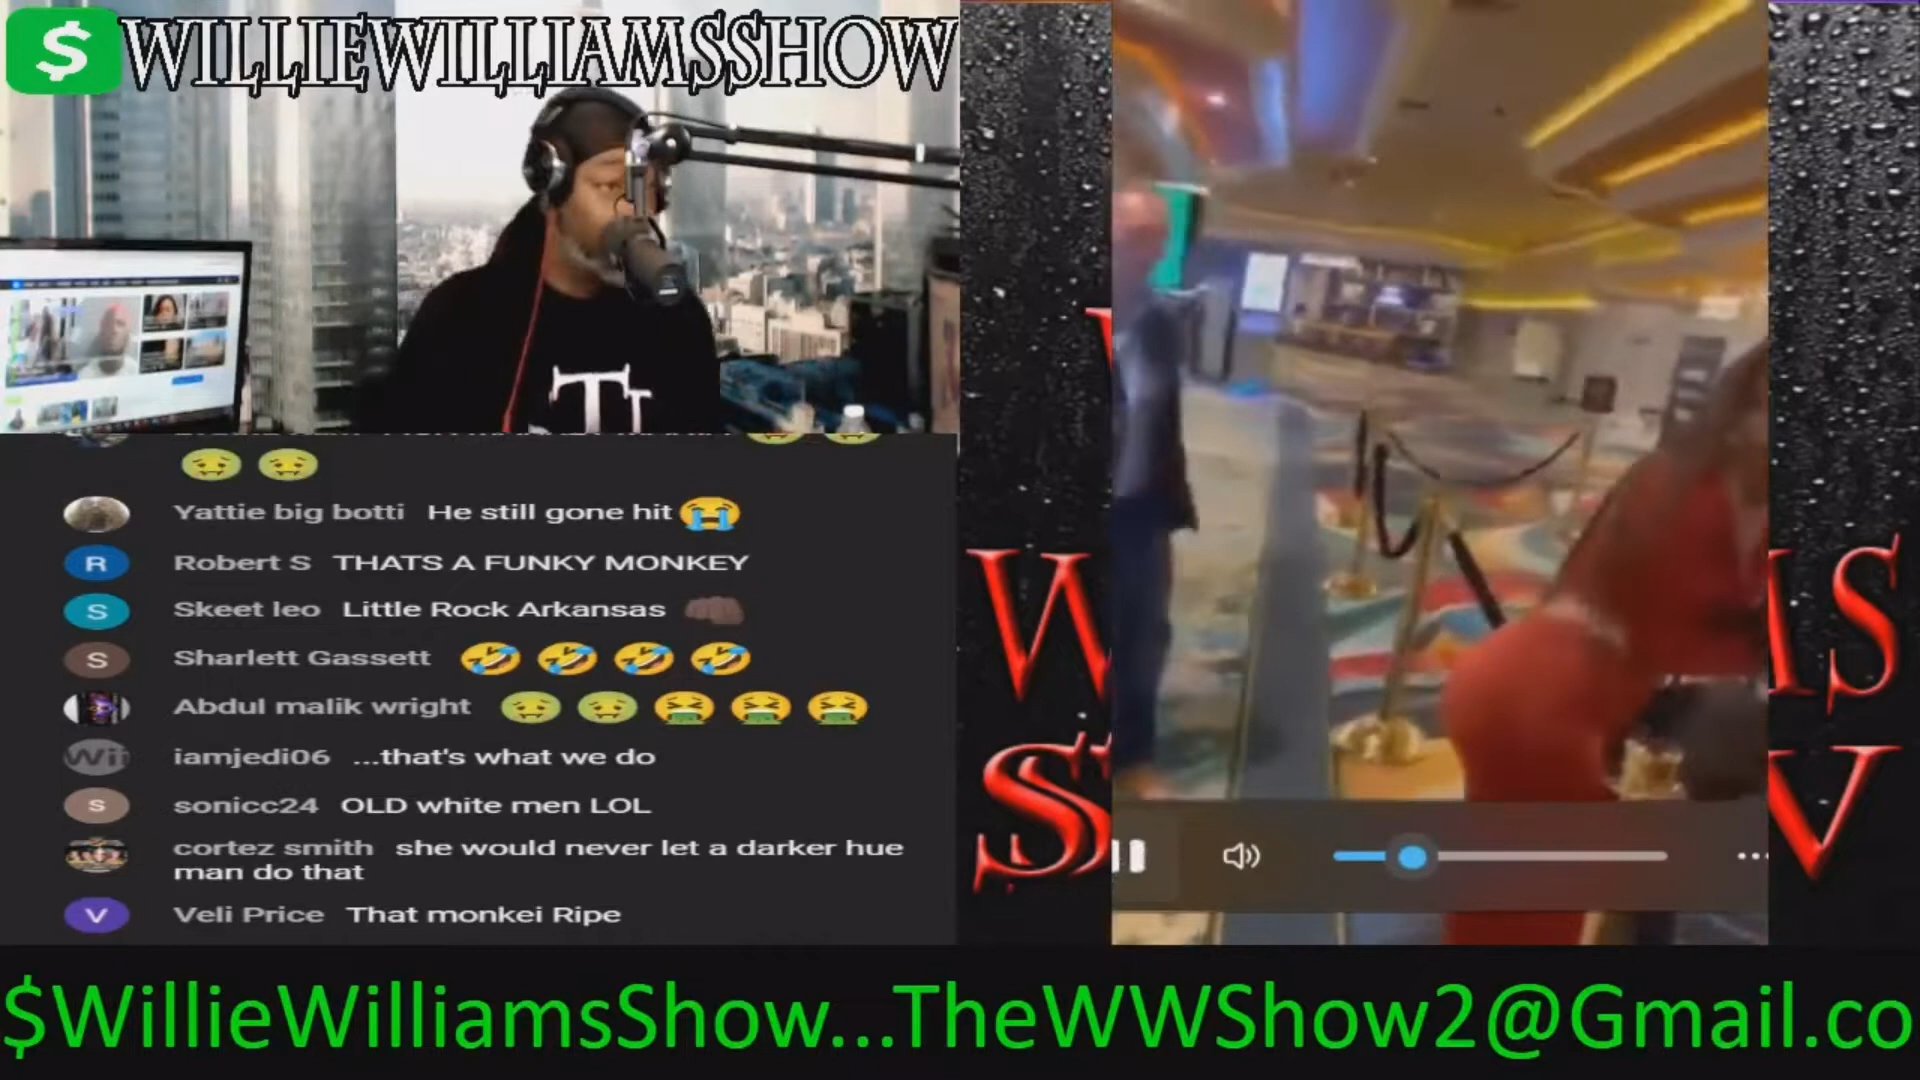 $ WILLIEWILLIAMSSHOW
Yattie big botti He still gone hit
R Robert S THATS A FUNKY MONKEY
S Skeet leo Little Rock Arkansas
S Sharlett Gassett
Abdul malik wright
iamjedi06 ...that's what we do
s sonicc24 OLD white men LOL
cortez smith she would never let a darker hue
man do that
V Veli Price That monkei Ripe
$WillieWilliamsShow...TheWWShow2@Gmail.co